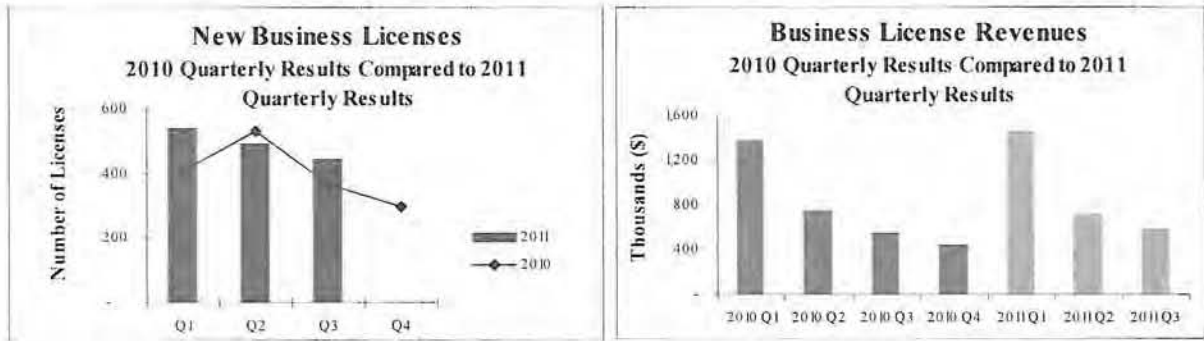 New Business Licenses
2010 Quarterly Results Compared to 2011
Quarterly Results
Number of Licenses
600
400
200
-
Q1 Q2 Q3 Q4
2011
2010
Business License Revenues
2010 Quarterly Results Compared to 2011
Quarterly Results
Thousands ($)
1600
1,200
800
400
-
2010 Q1 2010 Q2 2010 Q3 2010 Q4 2011 Q1 2011 Q2 2011 Q3